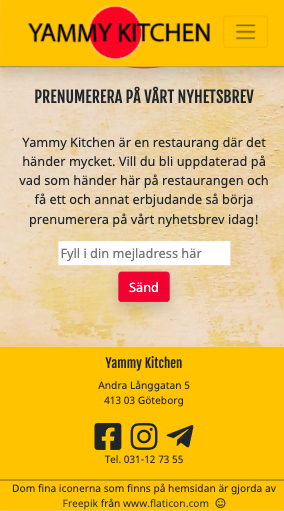 YAMMY KITCHEN
PRENUMERERA PÅ VÅRT NYHETSBREV
Yammy Kitchen är en restaurang där det
händer mycket. Vill du bli uppdaterad på
vad som händer här på restaurangen och
få ett och annat erbjudande så börja
prenumerera på vårt nyhetsbrev idag!
Fyll i din mejladress här
Sänd
Yammy Kitchen
Andra Långgatan 5
413 03 Göteborg
Tel. 031-12 73 55
Dom fina iconerna som finns på hemsidan är gjorda av
Freepik från www.flaticon.com